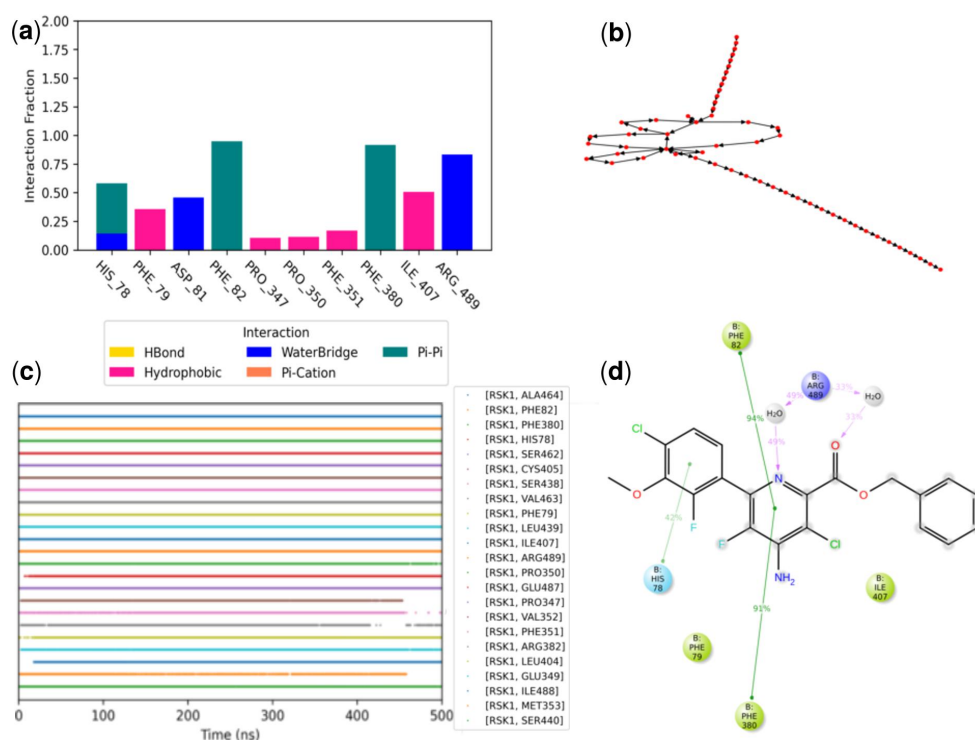 (a)
2.00
1.75
1.50
1.25
1.00
0.75
0.50
0.25
0.00
Interaction Fraction
HIS_78
PHE_79
ASP_81
PHE_82
PRO_347
PRO_350
PHE_351
PHE_380
ILE_407
ARG_489
Interaction
HBond
WaterBridge
Pi-Pi
Hydrophobic
Pi-Cation
(b)
(c)
[RSK1, ALA464]
[RSK1, PHE82]
[RSK1, PHE380]
[RSK1, HIS78]
[RSK1, SER462]
[RSK1, CYS405]
[RSK1, SER438]
[RSK1, VAL463]
[RSK1, PHE79]
[RSK1, LEU439]
[RSK1, ILE407]
[RSK1, ARG489]
[RSK1, PRO350]
[RSK1, GLU487]
[RSK1, PRO347]
[RSK1, VAL352]
[RSK1, PHE351]
[RSK1, ARG382]
[RSK1, LEU404]
[RSK1, GLU349]
[RSK1, ILE488]
[RSK1, MET353]
[RSK1, SER440]
0 100 200 300 400 500
Time (ns)
(d)
B:
PHE
82
B:
ARG
489
49%
33%
H2O
H2O
94%
49%
33%
Cl
O
N
O
O
42%
F
F
Cl
NH2
B:
HIS
78
B:
ILE
407
91%
B:
PHE
79
B:
PHE
380